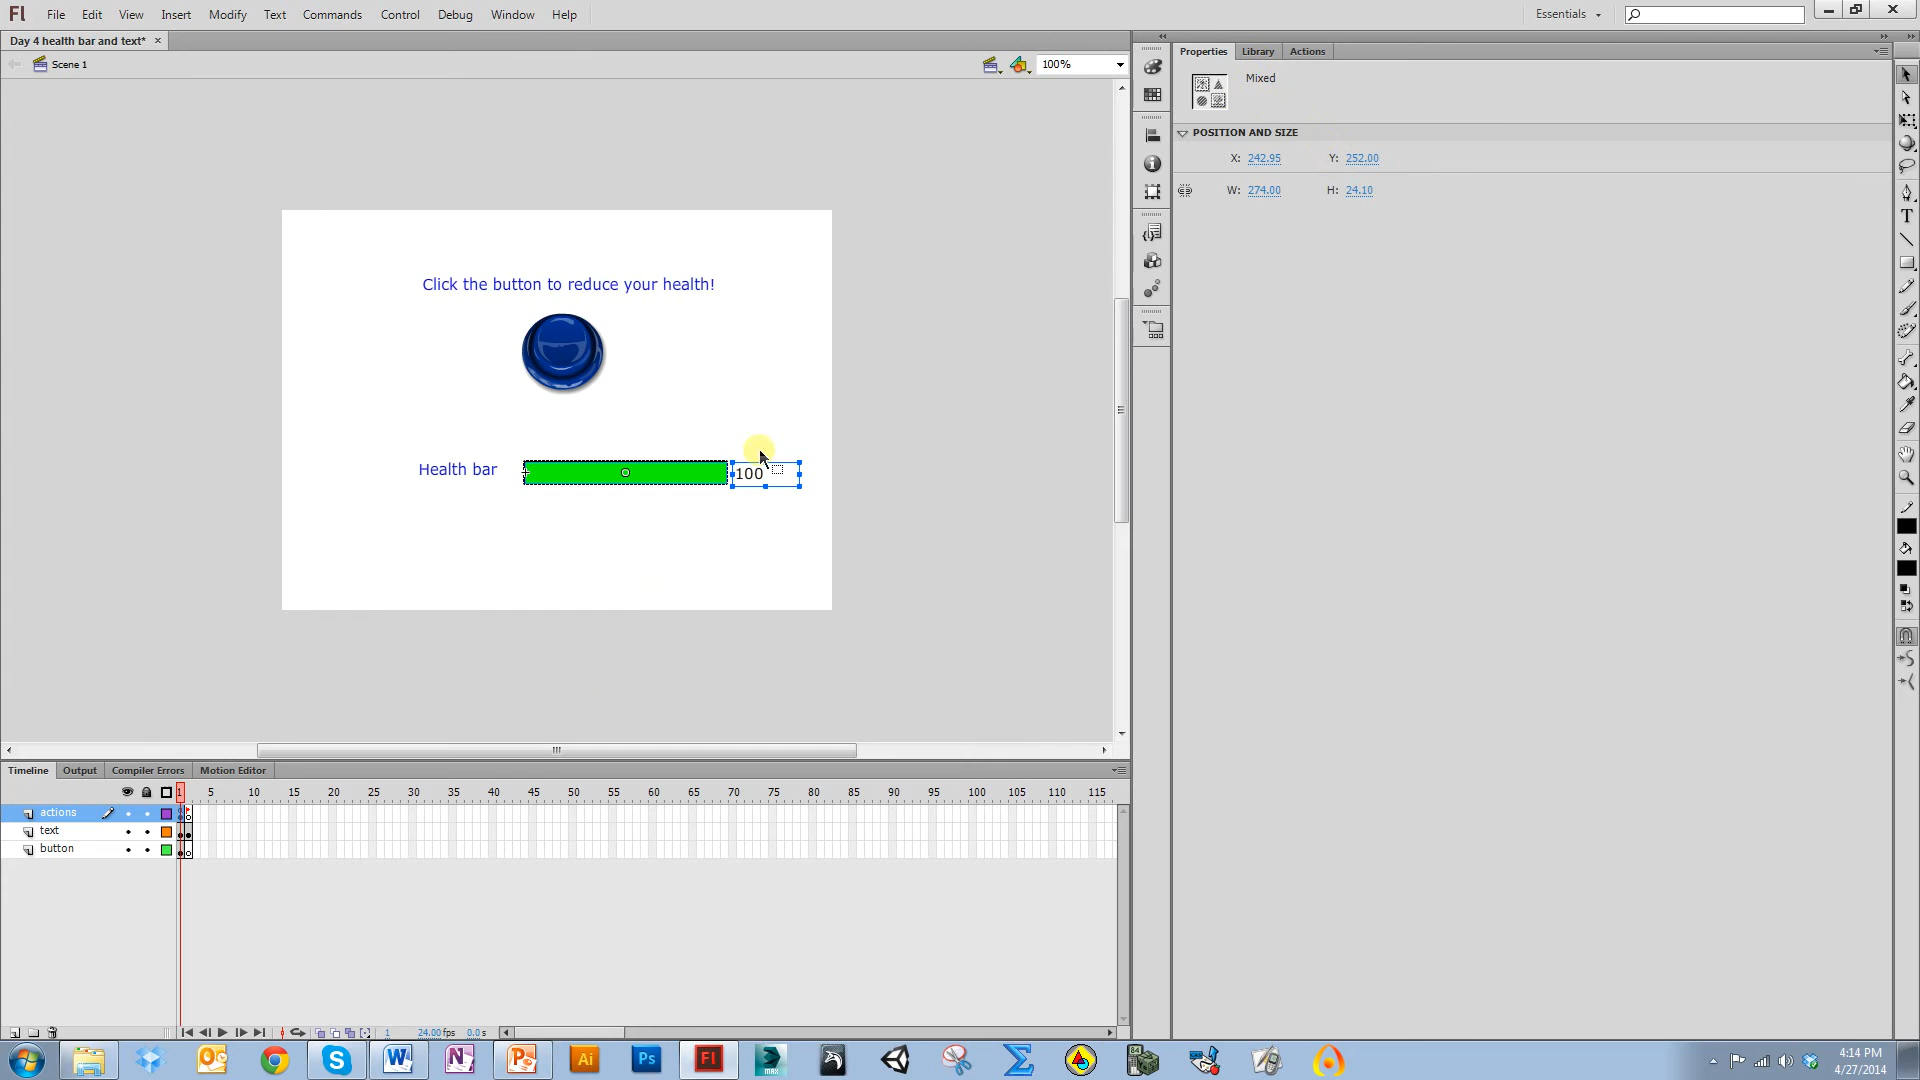 Fl File Edit View Insert Modify Text Commands Control Debug Window Help Essentials
Day 4 health bar and text* ×
Scene 1 100%
Properties Library Actions
Mixed
POSITION AND SIZE
X: 242.95 Y: 252.00
W: 274.00 H: 24.10
Click the button to reduce your health!
Health bar 100
Timeline Output Compiler Errors Motion Editor
1 5 10 15 20 25 30 35 40 45 50 55 60 65 70 75 80 85 90 95 100 105 110 115
actions
text
button
1 24.00 fps 0.0 s
Ai Ps Fl
MAX
84
4:14 PM
4/27/2014